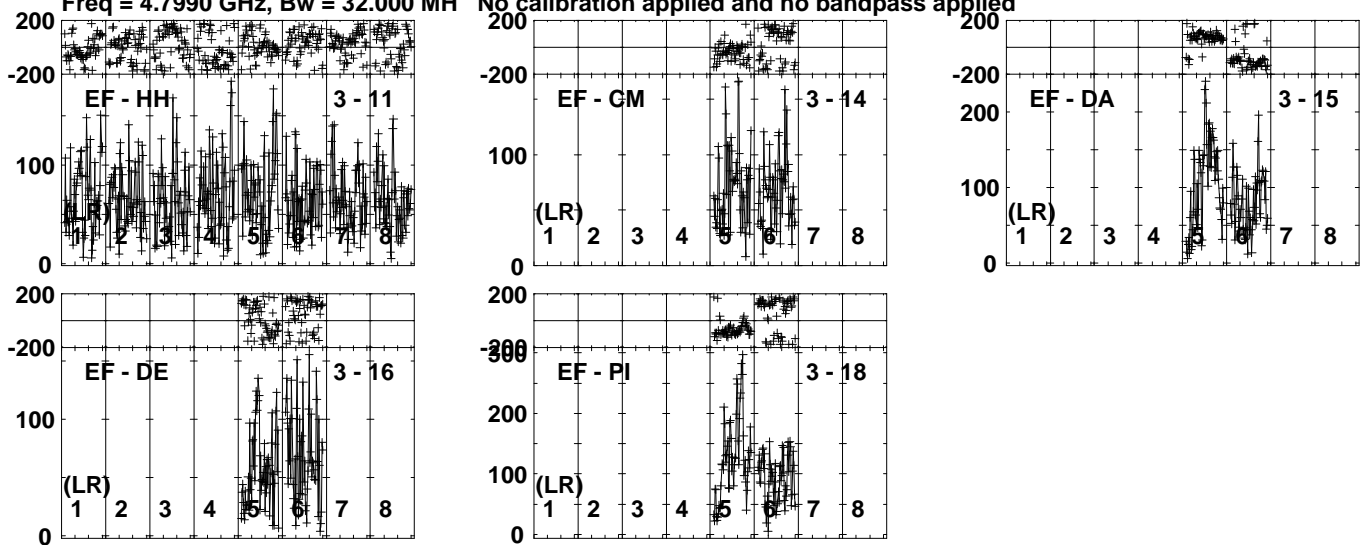 Freq = 4.7990 GHz, Bw = 32.000 MH No calibration applied and no bandpass applied
200
-200
EF - HH 3 - 11
100
(LR)
1 2 3 4 5 6 7 8
0
EF - CM 3 - 14
100
(LR)
1 2 3 4 5 6 7 8
0
200
-200
EF - DA 3 - 15
200
100
(LR)
1 2 3 4 5 6 7 8
0
200
-200
EF - DE 3 - 16
100
(LR)
1 2 3 4 5 6 7 8
0
200
-200
300
EF - PI 3 - 18
200
100
(LR)
1 2 3 4 5 6 7 8
0